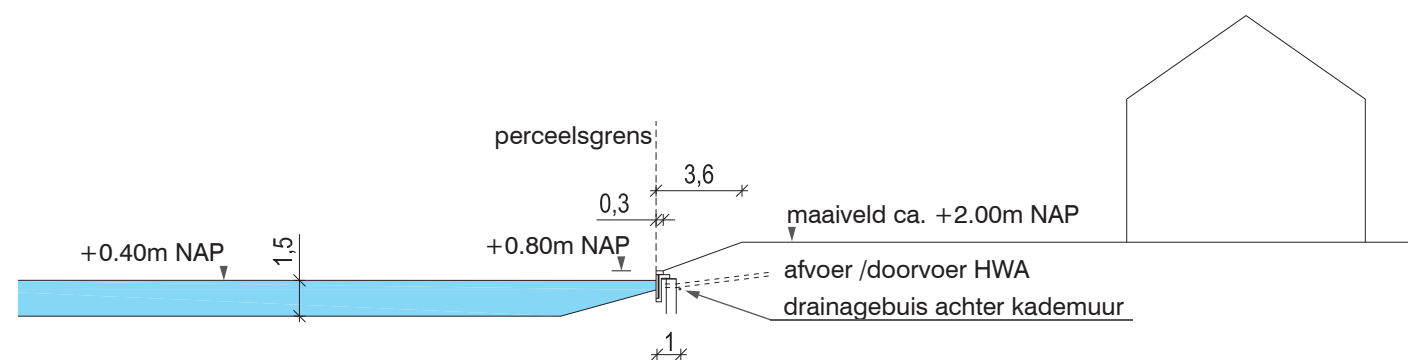 perceelsgrens
3,6
0,3
maaiveld ca. +2.00m NAP
+0.40m NAP
1,5
+0.80m NAP
afvoer /doorvoer HWA
drainagebuis achter kademuur
1